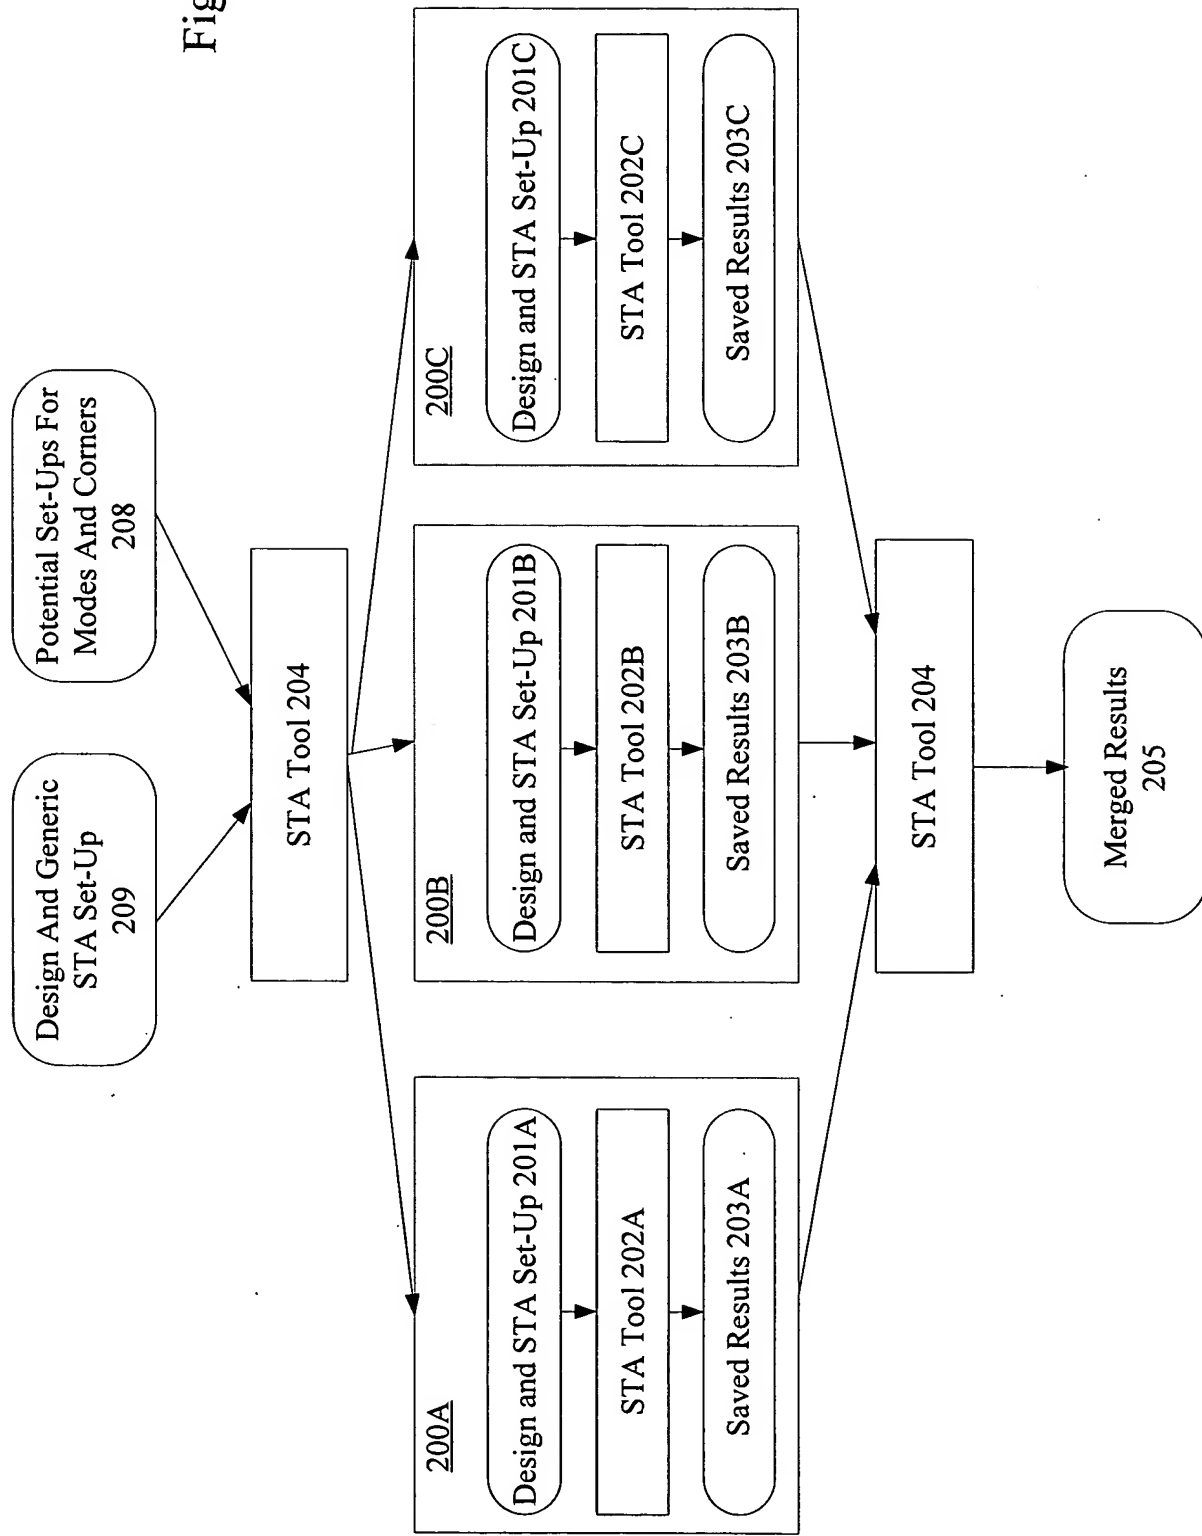 Fig
Design And Generic
STA Set-Up
209
Potential Set-Ups For
Modes And Corners
208
STA Tool 204
200A
Design and STA Set-Up 201A
STA Tool 202A
Saved Results 203A
200B
Design and STA Set-Up 201B
STA Tool 202B
Saved Results 203B
200C
Design and STA Set-Up 201C
STA Tool 202C
Saved Results 203C
STA Tool 204
Merged Results
205